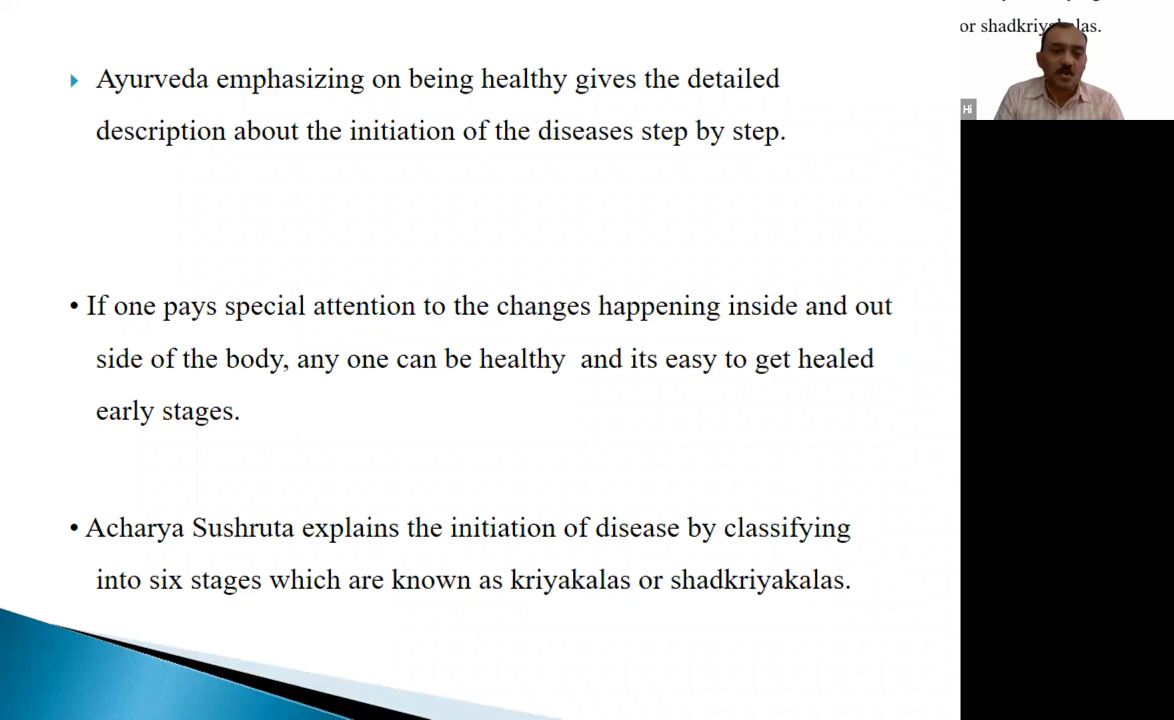 or shadkriyakalas.
Hi
Ayurveda emphasizing on being healthy gives the detailed
description about the initiation of the diseases step by step.
• If one pays special attention to the changes happening inside and out
side of the body, any one can be healthy and its easy to get healed
early stages.
• Acharya Sushruta explains the initiation of disease by classifying
into six stages which are known as kriyakalas or shadkriyakalas.